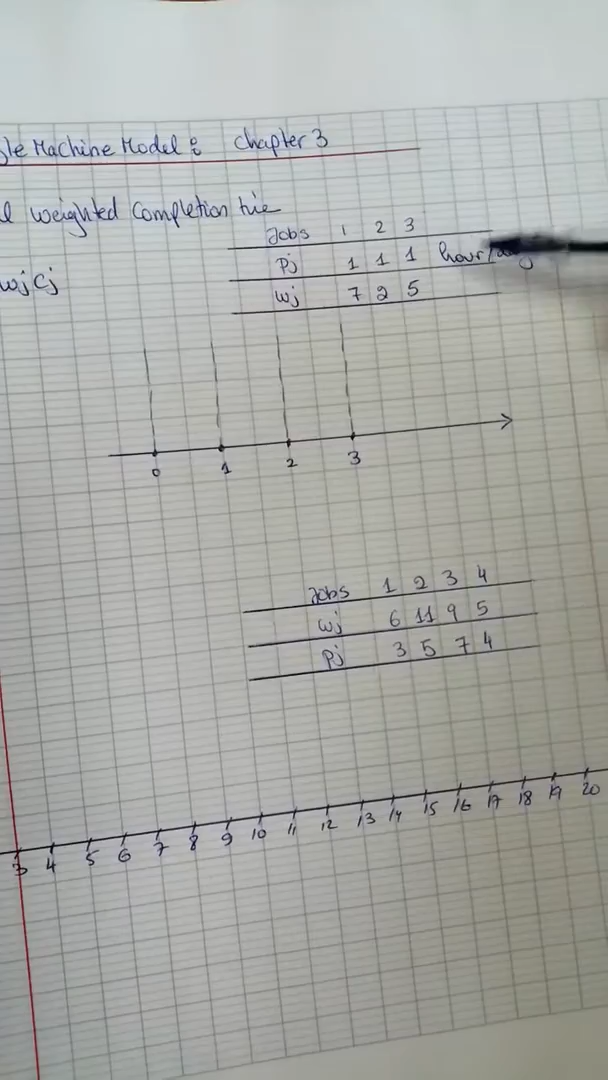 le Machine Model : chapter 3
l weighted completion tie
Jobs 1 2 3
Pj 1 1 1 hour/
wjCj
wj 7 2 5
0 1 2 3
Jobs 1 2 3 4
wj 6 11 9 5
Pj 3 5 7 4
3 4 5 6 7 8 9 10 11 12 13 14 15 16 17 18 19 20